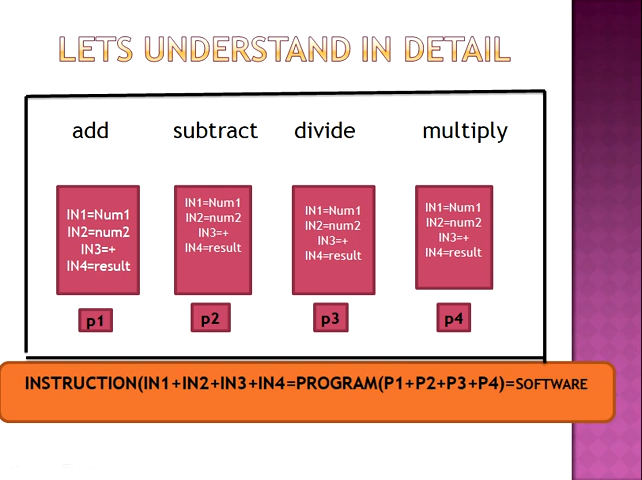 LETS UNDERSTAND IN DETAIL
add subtract divide multiply
IN1=Num1
IN2=num2
IN3=+
IN4=result
IN1=Num1
IN2=num2
IN3=+
IN4=result
IN1=Num1
IN2=num2
IN3=+
IN4=result
IN1=Num1
IN2=num2
IN3=+
IN4=result
p1 p2 p3 p4
INSTRUCTION(IN1+IN2+IN3+IN4=PROGRAM(P1+P2+P3+P4)=SOFTWARE